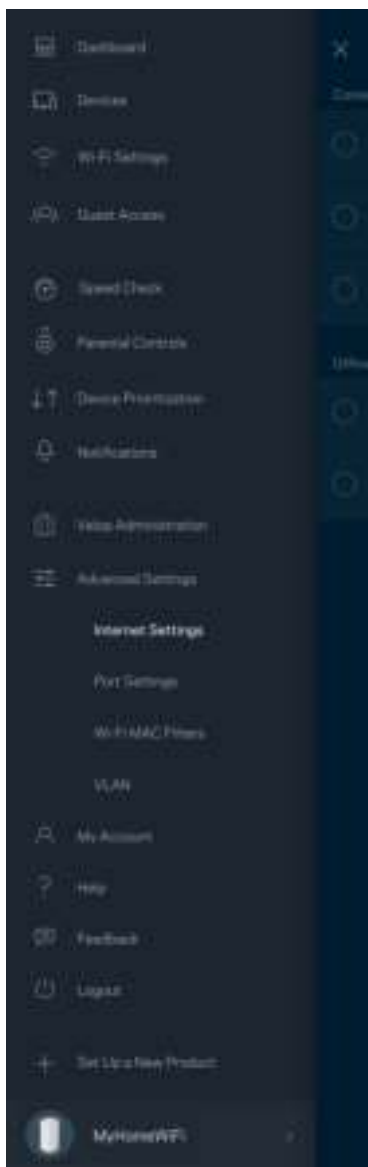 Dashboard
Devices
Wi-Fi Settings
Guest Access
Speed Check
Parental Controls
Device Prioritization
Notifications
Velop Administration
Advanced Settings
Internet Settings
Port Settings
Wi-Fi MAC Filters
VLAN
My Account
Help
Feedback
Logout
Set Up a New Product
MyHomeWiFi